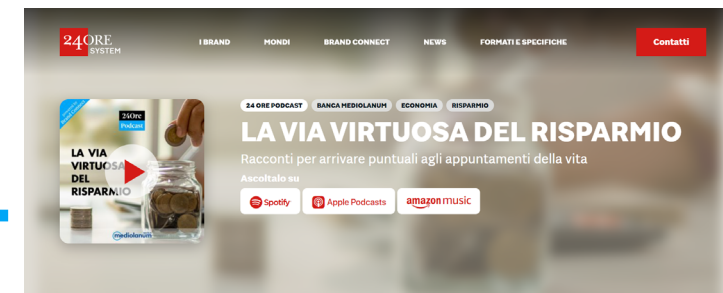 24ORE
SYSTEM
I BRAND
MONDI
BRAND CONNECT
NEWS
FORMATI E SPECIFICHE
Contatti
24Ore
Podcast
LA VIA
VIRTUOSA
DEL
RISPARMIO
mediolanum
24 ORE PODCAST
BANCA MEDIOLANUM
ECONOMIA
RISPARMIO
LA VIA VIRTUOSA DEL RISPARMIO
Racconti per arrivare puntuali agli appuntamenti della vita
Ascoltalo su
Spotify
Apple Podcasts
amazon music